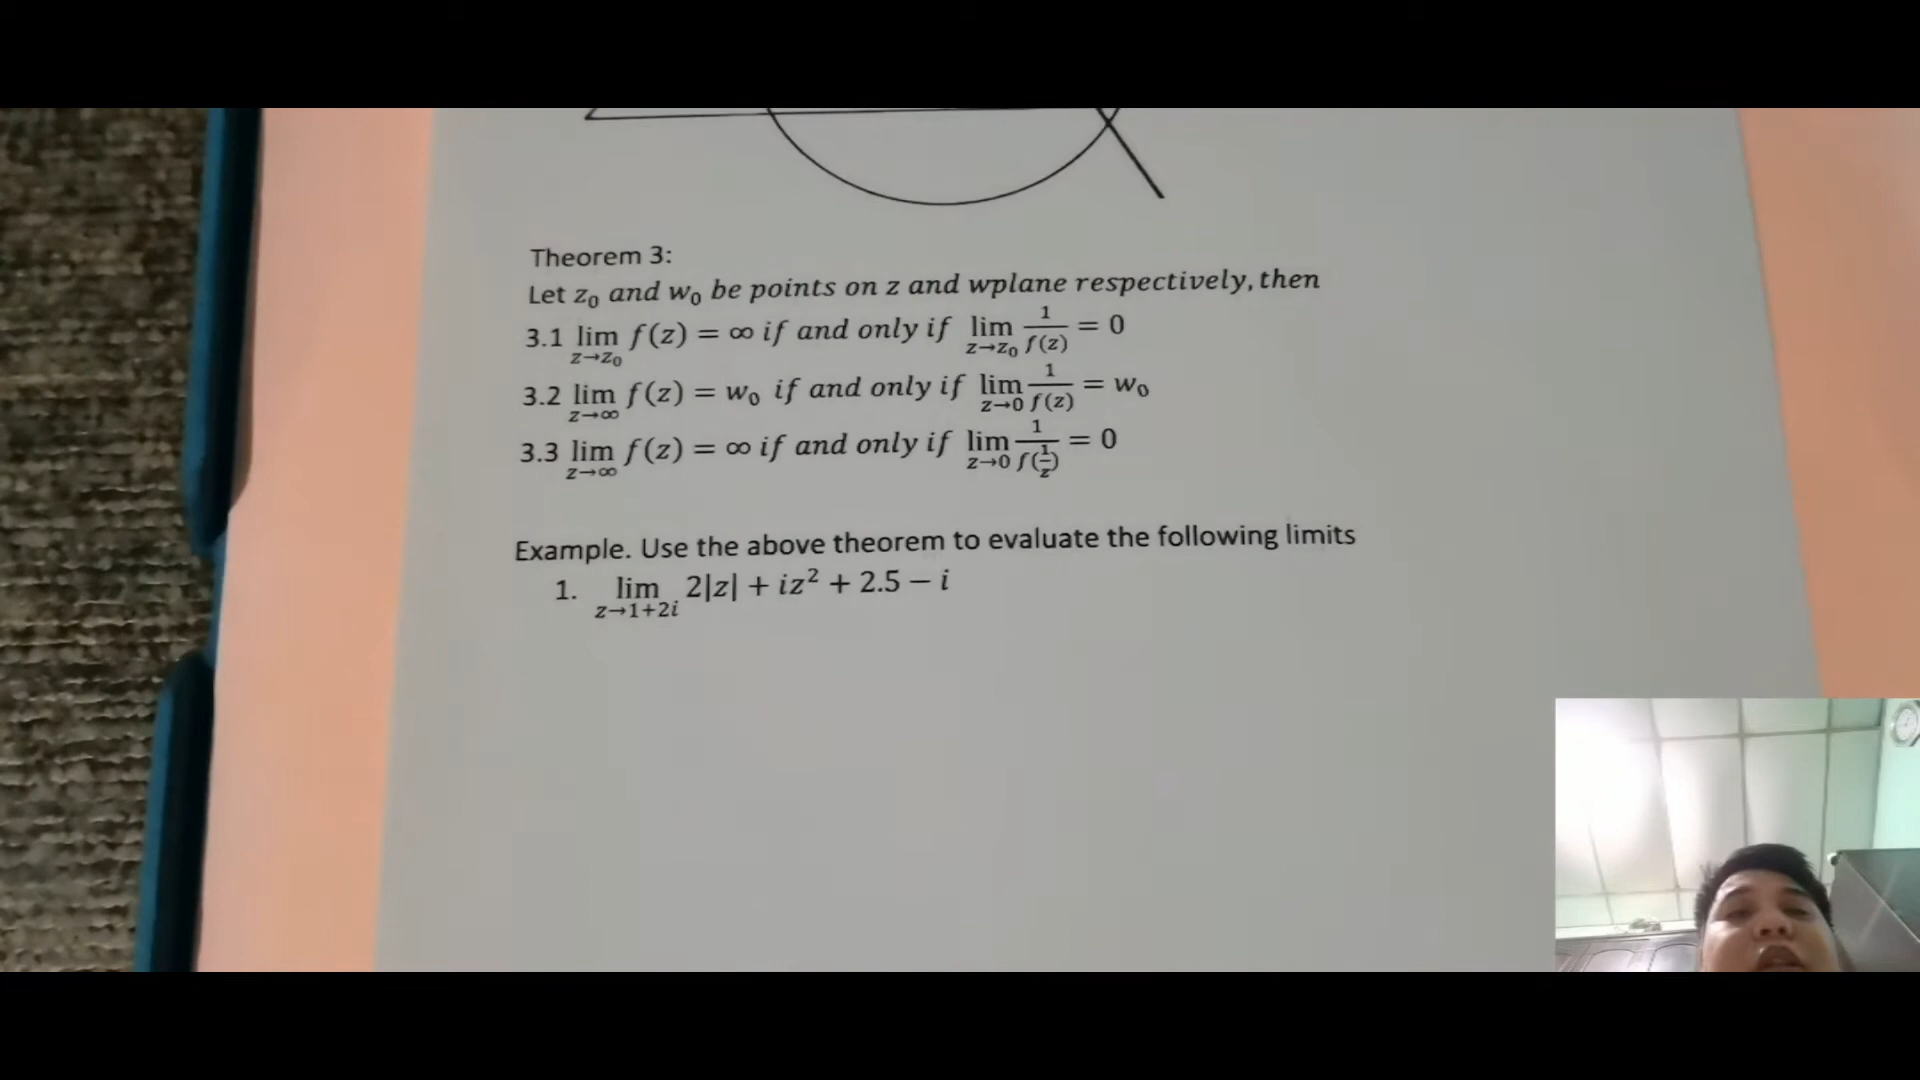 Theorem 3:
Let z₀ and w₀ be points on z and wplane respectively, then
3.1 lim_{z→z₀} f(z) = ∞ if and only if lim_{z→z₀} 1/f(z) = 0
3.2 lim_{z→∞} f(z) = w₀ if and only if lim_{z→0} 1/f(z) = w₀
3.3 lim_{z→∞} f(z) = ∞ if and only if lim_{z→0} 1/f(1/z) = 0
Example. Use the above theorem to evaluate the following limits
1. lim_{z→1+2i} 2|z| + iz² + 2.5 − i